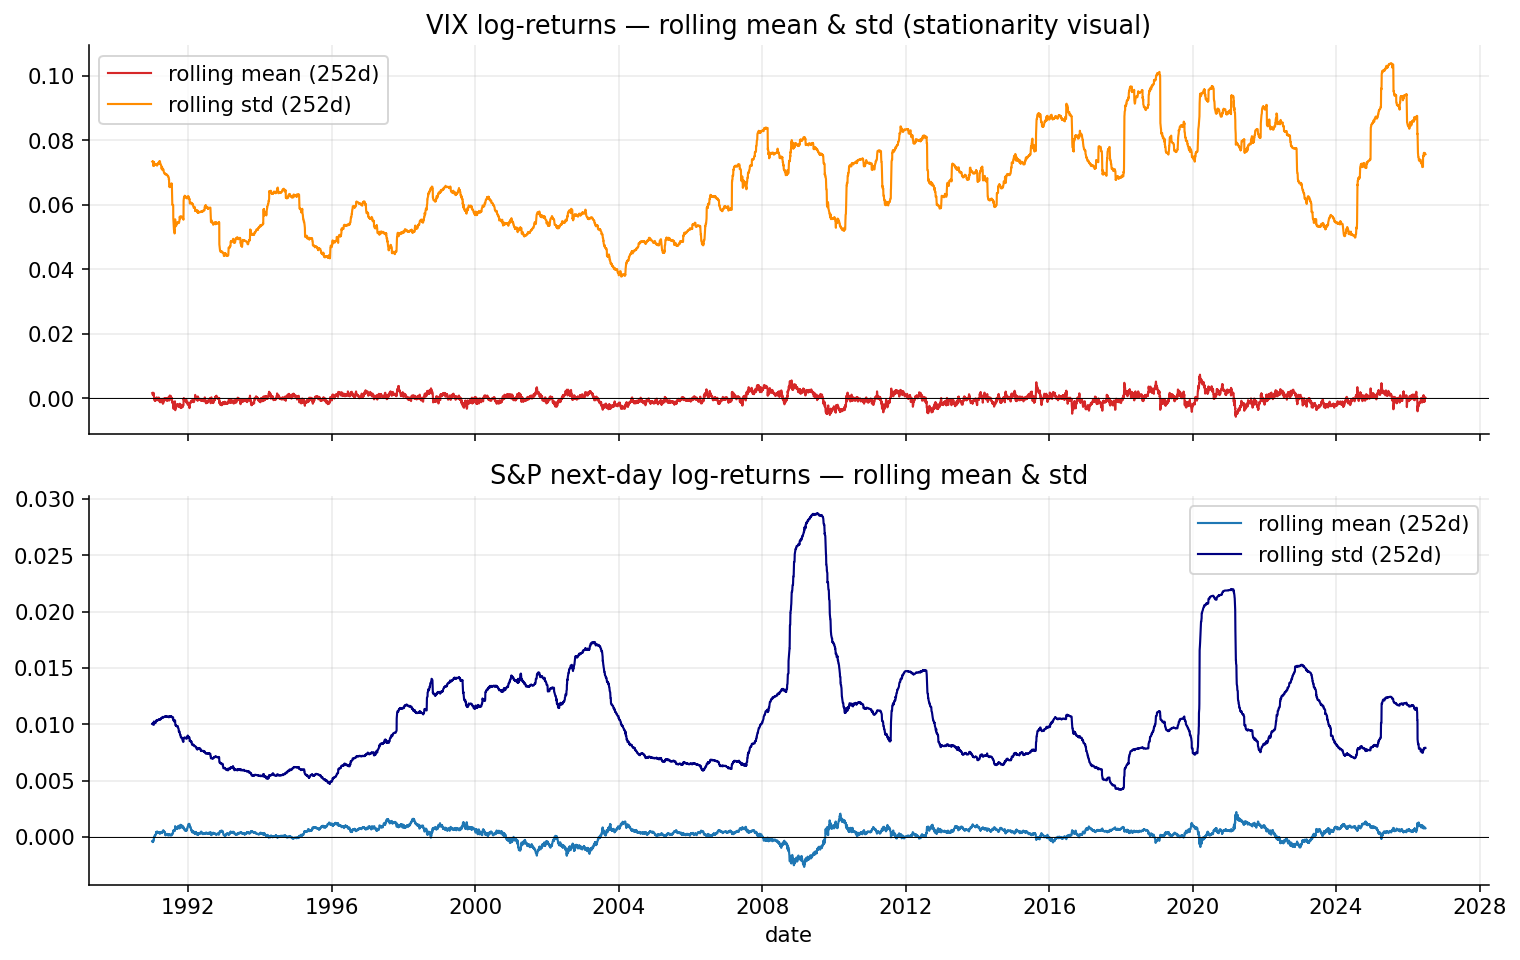 VIX log-returns — rolling mean & std (stationarity visual)
rolling mean (252d)
rolling std (252d)
0.10
0.08
0.06
0.04
0.02
0.00
S&P next-day log-returns — rolling mean & std
rolling mean (252d)
rolling std (252d)
0.030
0.025
0.020
0.015
0.010
0.005
0.000
1992 1996 2000 2004 2008 2012 2016 2020 2024 2028
date